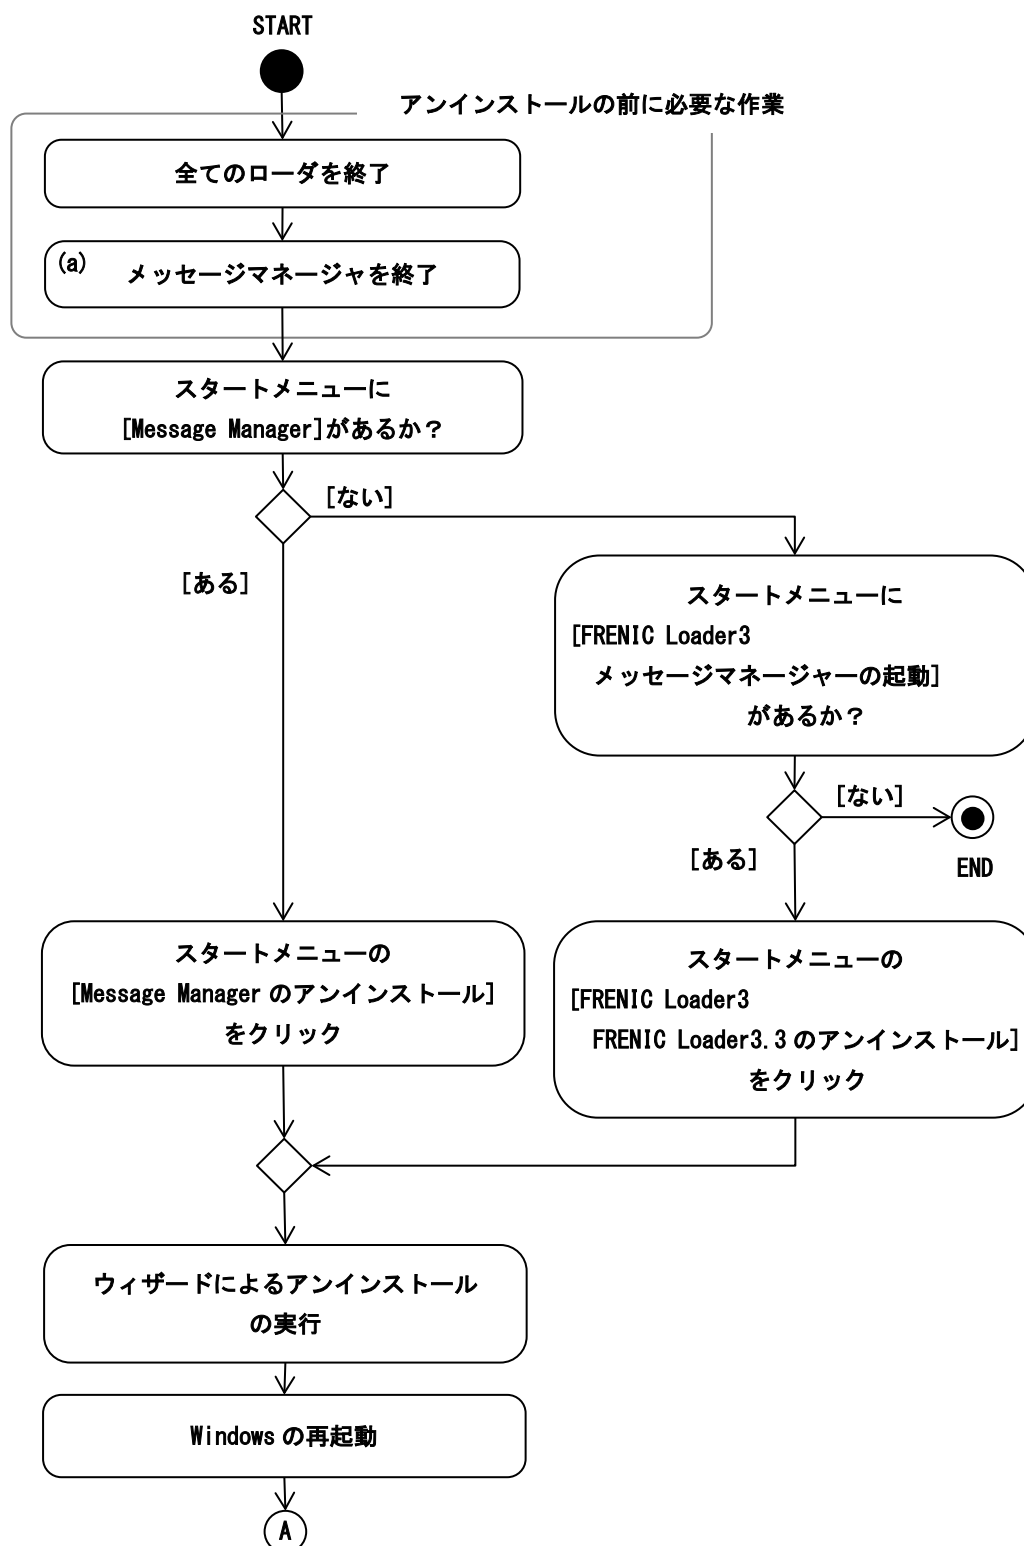 START
アンインストールの前に必要な作業
全てのローダを終了
(a)
メッセージマネージャを終了
スタートメニューに
[Message Manager]があるか？
[ない]
[ある]
スタートメニューに
[FRENIC Loader3
メッセージマネージャーの起動]
があるか？
[ない]
[ある]
END
スタートメニューの
[Message Manager のアンインストール]
をクリック
スタートメニューの
[FRENIC Loader3
FRENIC Loader3.3 のアンインストール]
をクリック
ウィザードによるアンインストール
の実行
Windows の再起動
A